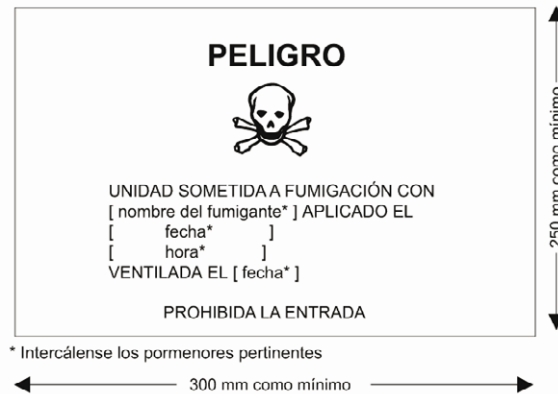 PELIGRO
UNIDAD SOMETIDA A FUMIGACIÓN CON
[ nombre del fumigante* ] APLICADO EL
[ fecha* ]
[ hora* ]
VENTILADA EL [ fecha* ]
PROHIBIDA LA ENTRADA
* Intercálense los pormenores pertinentes
300 mm como mínimo
250 mm como mínimo